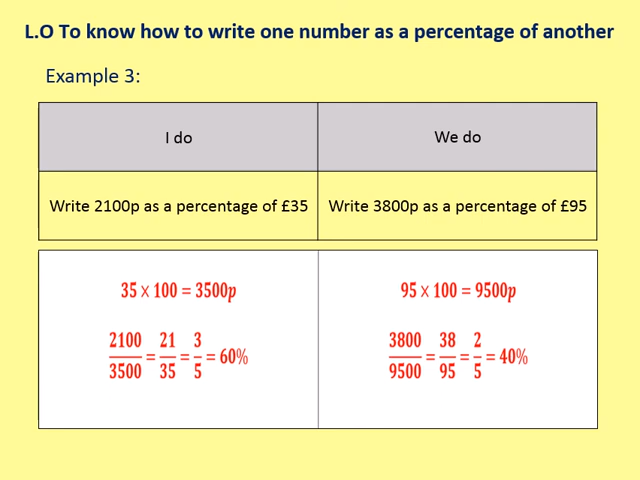 L.O To know how to write one number as a percentage of another
Example 3:
I do
We do
Write 2100p as a percentage of £35
Write 3800p as a percentage of £95
35 × 100 = 3500p
2100/3500 = 21/35 = 3/5 = 60%
95 × 100 = 9500p
3800/9500 = 38/95 = 2/5 = 40%